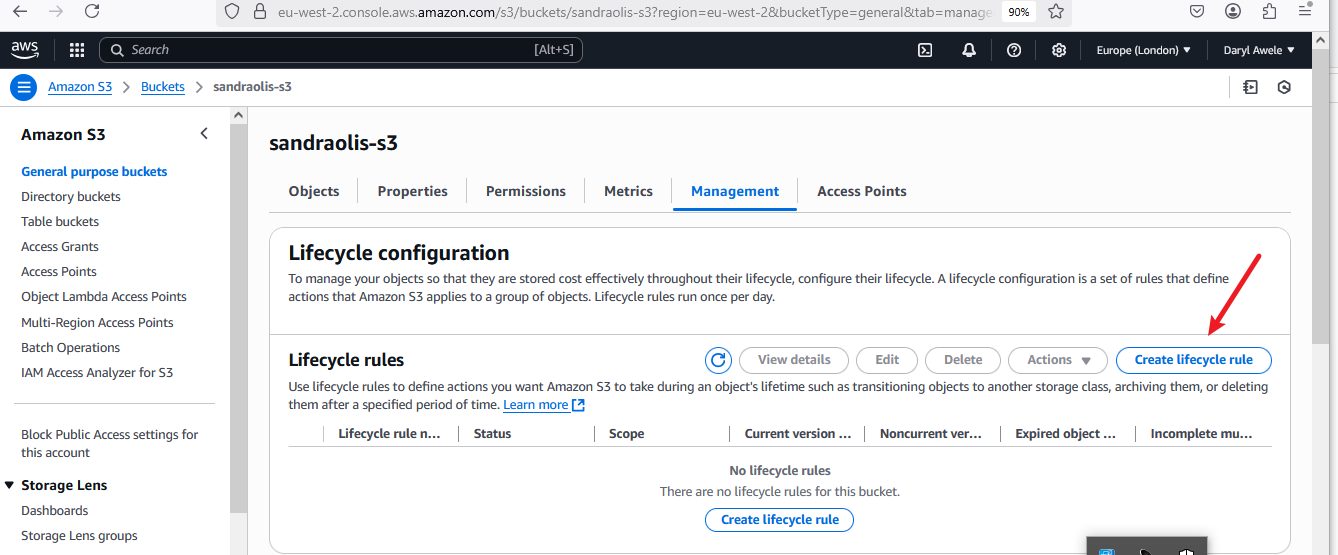 eu-west-2.console.aws.amazon.com/s3/buckets/sandraolis-s3?region=eu-west-2&bucketType=general&tab=manage
90%
aws
Search
[Alt+S]
Europe (London)
Daryl Awele
Amazon S3
Buckets
sandraolis-s3
Amazon S3
General purpose buckets
Directory buckets
Table buckets
Access Grants
Access Points
Object Lambda Access Points
Multi-Region Access Points
Batch Operations
IAM Access Analyzer for S3
Block Public Access settings for
this account
Storage Lens
Dashboards
Storage Lens groups
sandraolis-s3
Objects
Properties
Permissions
Metrics
Management
Access Points
Lifecycle configuration
To manage your objects so that they are stored cost effectively throughout their lifecycle, configure their lifecycle. A lifecycle configuration is a set of rules that define
actions that Amazon S3 applies to a group of objects. Lifecycle rules run once per day.
Lifecycle rules
View details
Edit
Delete
Actions
Create lifecycle rule
Use lifecycle rules to define actions you want Amazon S3 to take during an object's lifetime such as transitioning objects to another storage class, archiving them, or deleting
them after a specified period of time. Learn more
Lifecycle rule n...
Status
Scope
Current version ...
Noncurrent ver...
Expired object ...
Incomplete mu...
No lifecycle rules
There are no lifecycle rules for this bucket.
Create lifecycle rule